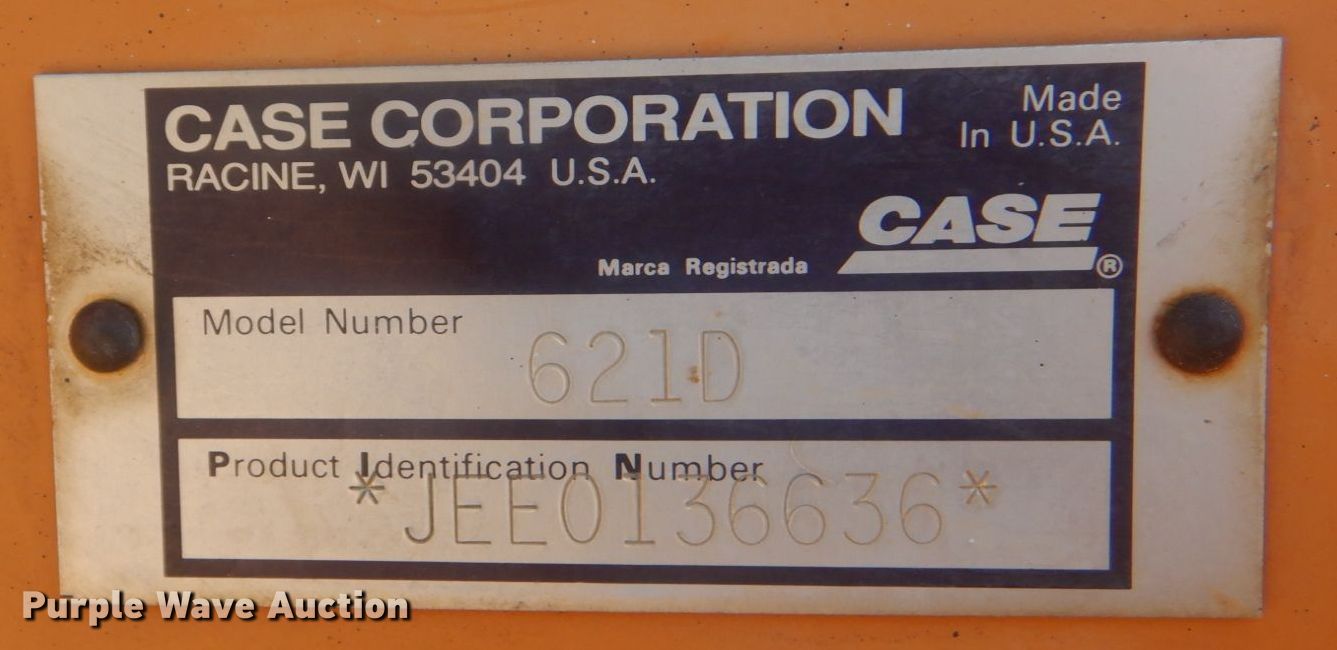 CASE CORPORATION
Made
In U.S.A.
RACINE, WI 53404 U.S.A.
CASE
Marca Registrada ®
Model Number
621D
Product Identification Number
*JEE0136636*
Purple Wave Auction